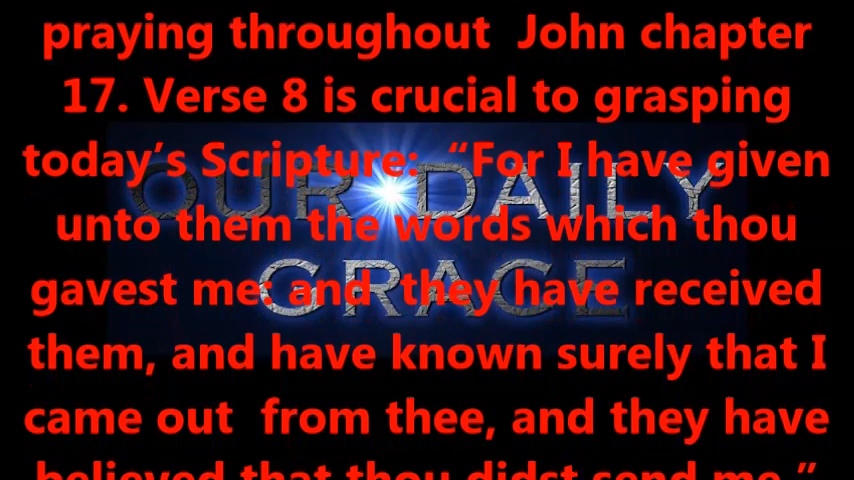 praying throughout John chapter
17. Verse 8 is crucial to grasping
today's Scripture: “For I have given
unto them the words which thou
gavest me: and they have received
them, and have known surely that I
came out from thee, and they have
believed that thou didst send me.”
OUR DAILY
GRACE